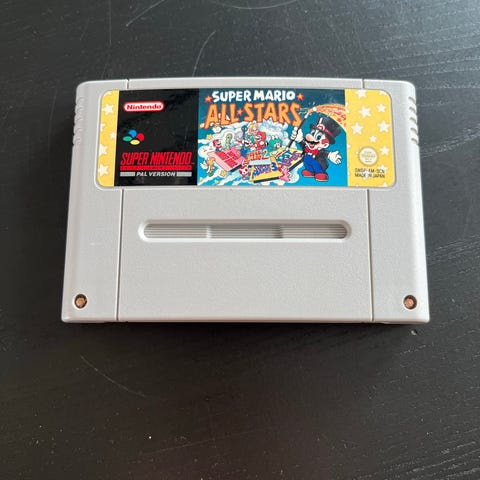 Nintendo
SUPER NINTENDO
PAL VERSION
SUPER MARIO
ALL★STARS
MADE IN JAPAN